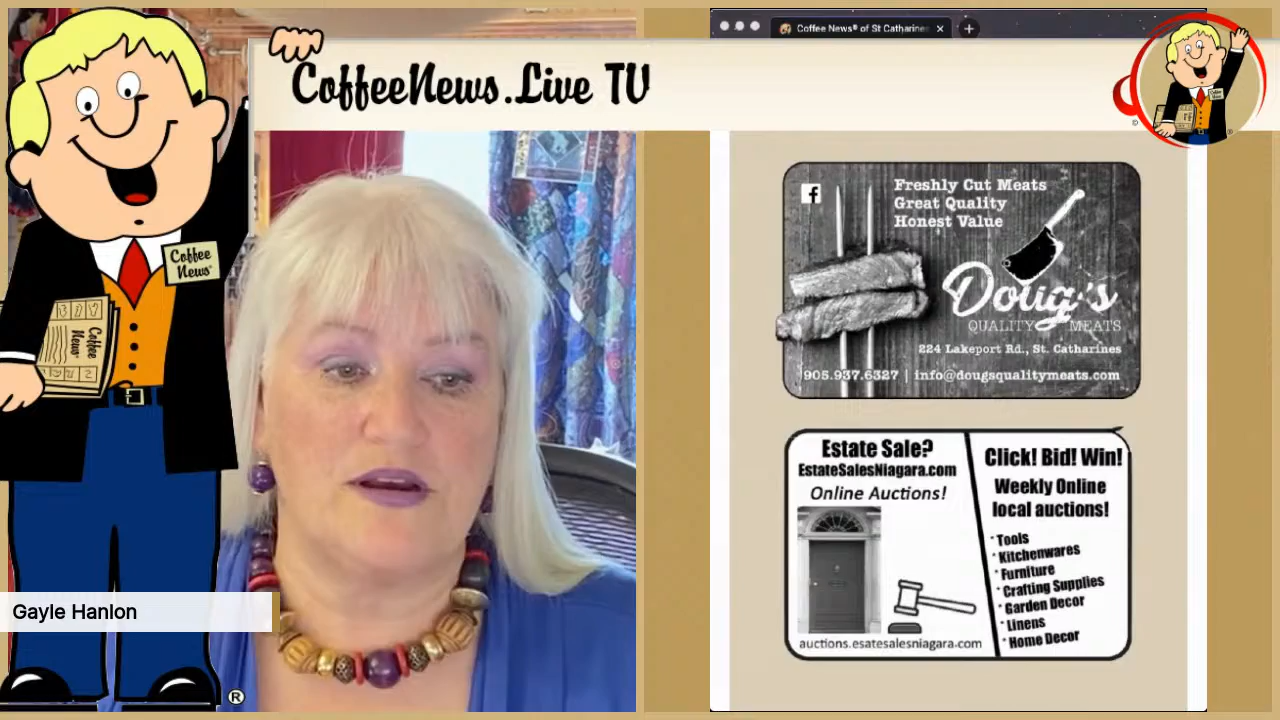 CoffeeNews.Live TV
Coffee News® of St Catharines
Coffee
News®
Coffee
News®
Gayle Hanlon
®
f
Freshly Cut Meats
Great Quality
Honest Value
Doug's
QUALITY MEATS
224 Lakeport Rd., St. Catharines
905.937.6327 | info@dougsqualitymeats.com
Estate Sale?
EstateSalesNiagara.com
Online Auctions!
auctions.esatesalesniagara.com
Click! Bid! Win!
Weekly Online
local auctions!
* Tools
* Kitchenwares
* Furniture
* Crafting Supplies
* Garden Decor
* Linens
* Home Decor